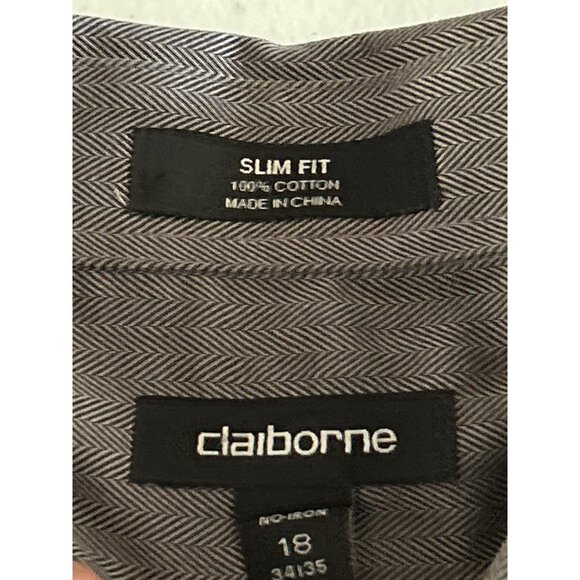 SLIM FIT
100% COTTON
MADE IN CHINA
claiborne
NO-IRON
18
34|35